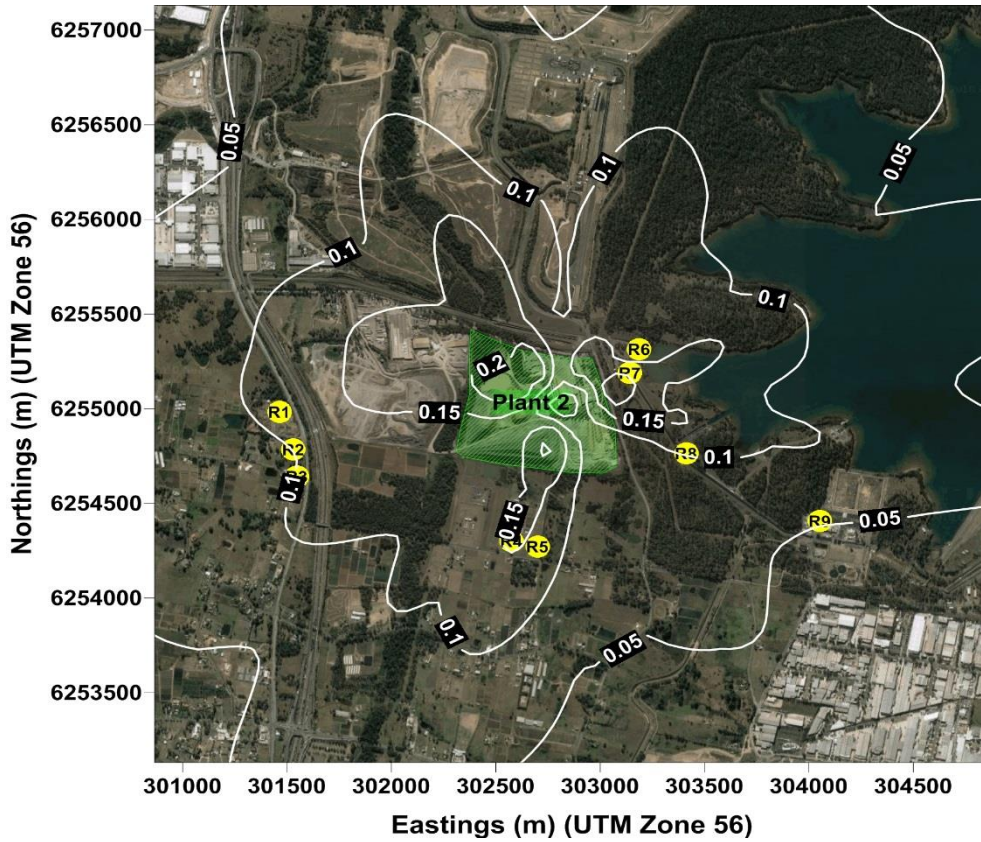 Northings (m) (UTM Zone 56)
6257000
6256500
6256000
6255500
6255000
6254500
6254000
6253500
0.05
0.05
0.1
0.1
0.1
0.1
0.2
R6
R7
0.15
Plant 2
0.15
R1
R2
R3
0.1
R8
0.1
0.15
R4
R5
R9
0.05
0.1
0.05
301000 301500 302000 302500 303000 303500 304000 304500
Eastings (m) (UTM Zone 56)